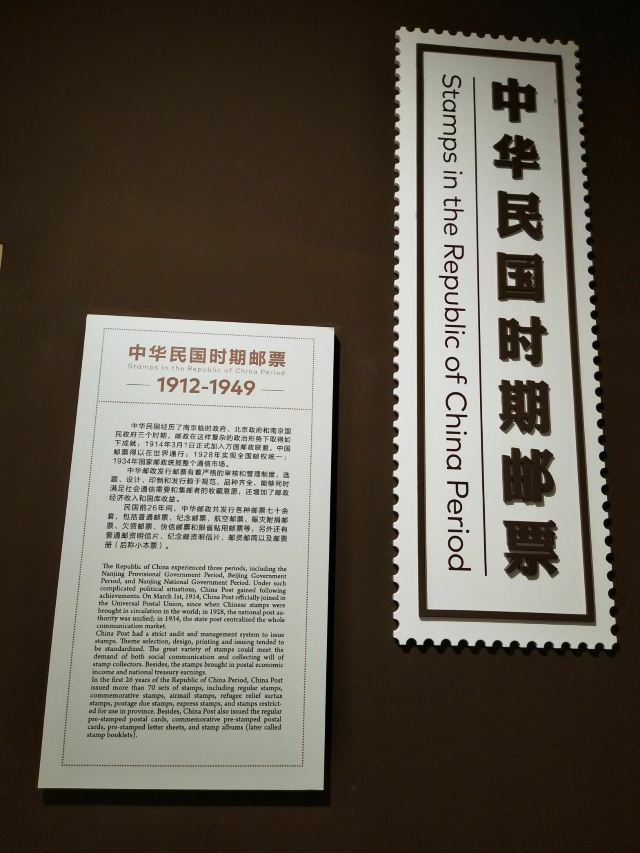 中华民国时期邮票
Stamps in the Republic of China Period
中华民国时期邮票
Stamps in the Republic of China Period
1912-1949
中华民国经历了南京临时政府、北京政府和南京国
民政府三个时期。邮政在这样复杂的政治形势下取得如
下成就：1914年3月1日正式加入万国邮政联盟，中国
邮票得以在世界通行；1928年实现全国邮权统一；
1934年国家邮政统揽整个通信市场。
中华邮政发行邮票有着严格的审核和管理制度，选
题、设计、印制和发行趋于规范，品种齐全，能够同时
满足社会通信需要和集邮者的收藏意愿，还增加了邮政
经济收入和国库收益。
民国前26年间，中华邮政共发行各种邮票七十余
套，包括普通邮票、纪念邮票、航空邮票、赈灾附捐邮
票、欠资邮票、快信邮票和限省贴用邮票等，另外还有
普通邮资明信片、纪念邮资明信片、邮资邮简以及邮票
册（后称小本票）。
The Republic of China experienced three periods, including the
Nanjing Provisional Government Period, Beijing Government
Period, and Nanjing National Government Period. Under such
complicated political situations, China Post gained following
achievements. On March 1st, 1914, China Post officially joined in
the Universal Postal Union, since when Chinese stamps were
brought in circulation in the world; in 1928, the national post au-
thority was unified; in 1934, the state post centralized the whole
communication market.
China Post had a strict audit and management system to issue
stamps. Theme selection, design, printing and issuing tended to
be standardized. The great variety of stamps could meet the
demand of both social communication and collecting will of
stamp collectors. Besides, the stamps brought in postal economic
income and national treasury earnings.
In the first 26 years of the Republic of China Period, China Post
issued more than 70 sets of stamps, including regular stamps,
commemorative stamps, airmail stamps, refugee relief surtax
stamps, postage due stamps, express stamps, and stamps restrict-
ed for use in province. Besides, China Post also issued the regular
pre-stamped postal cards, commemorative pre-stamped postal
cards, pre-stamped letter sheets, and stamp albums (later called
stamp booklets).